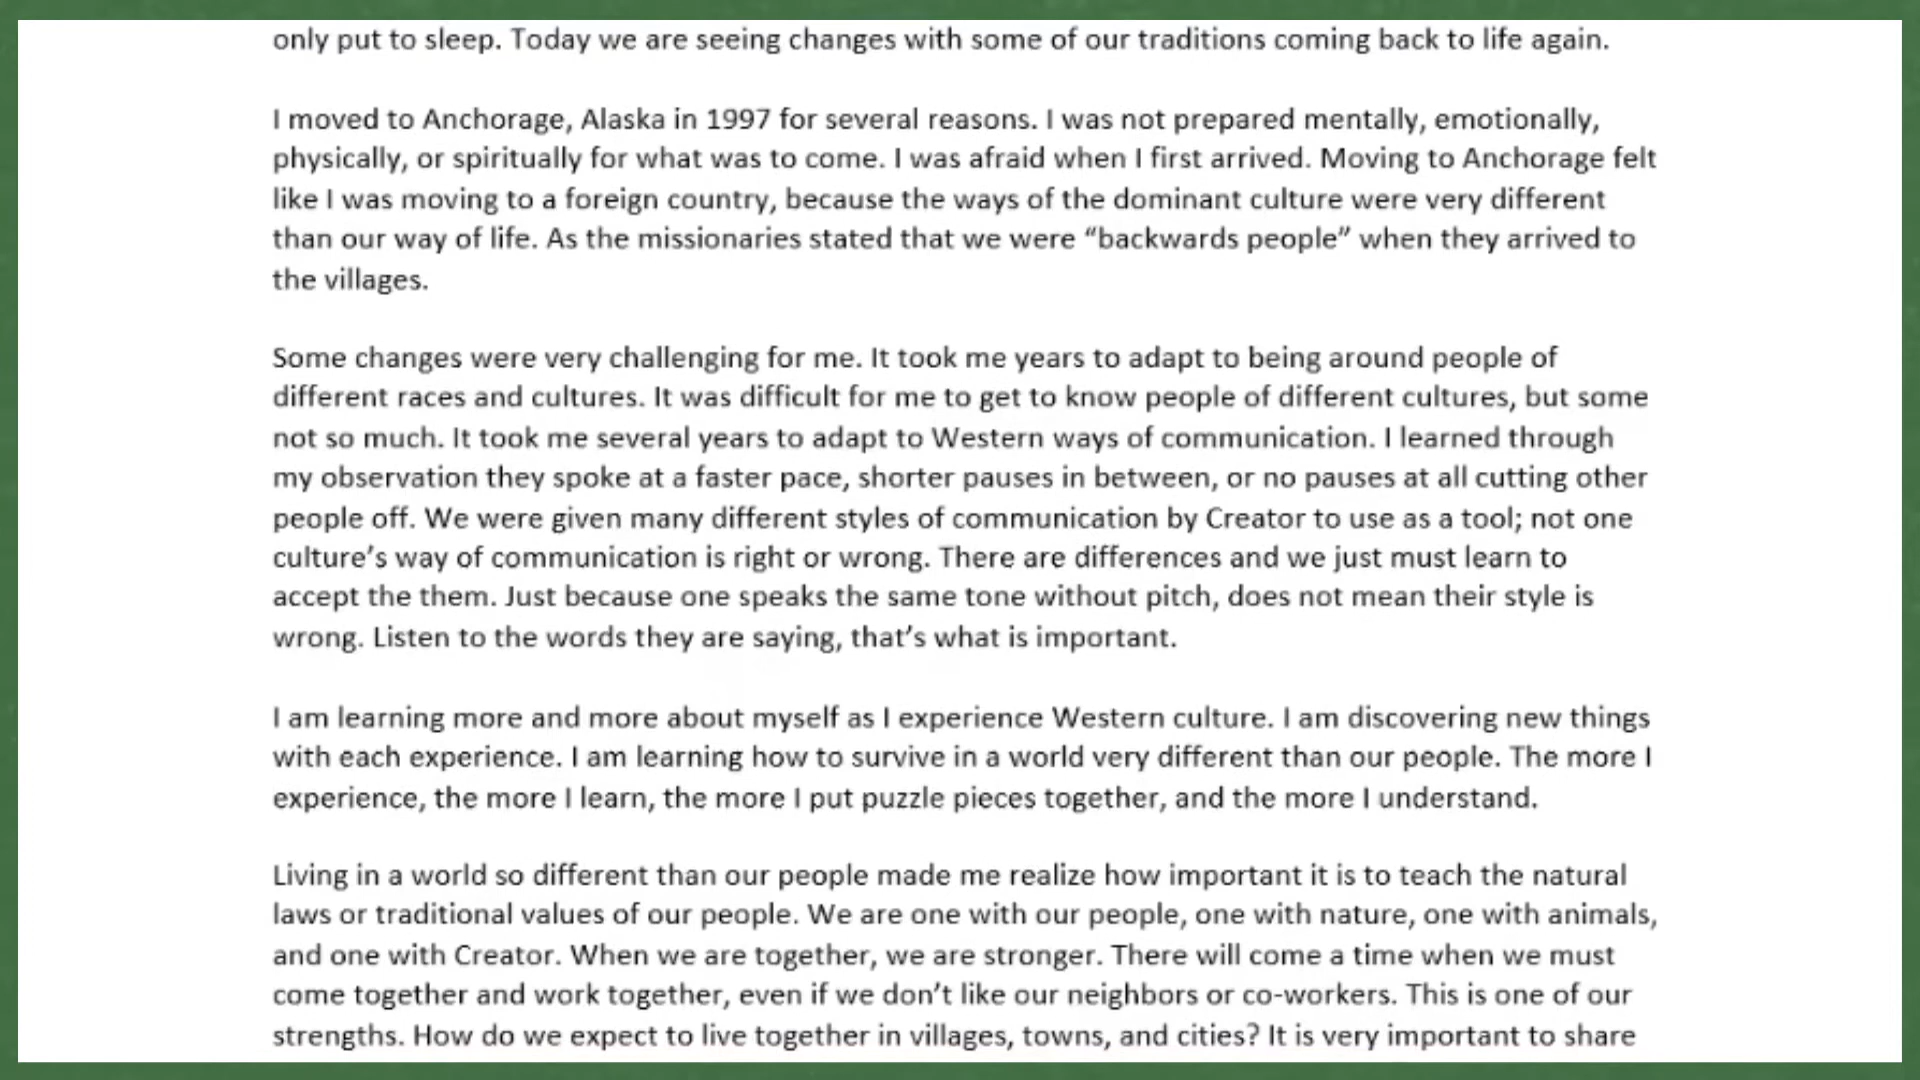 only put to sleep. Today we are seeing changes with some of our traditions coming back to life again.
I moved to Anchorage, Alaska in 1997 for several reasons. I was not prepared mentally, emotionally,
physically, or spiritually for what was to come. I was afraid when I first arrived. Moving to Anchorage felt
like I was moving to a foreign country, because the ways of the dominant culture were very different
than our way of life. As the missionaries stated that we were “backwards people” when they arrived to
the villages.
Some changes were very challenging for me. It took me years to adapt to being around people of
different races and cultures. It was difficult for me to get to know people of different cultures, but some
not so much. It took me several years to adapt to Western ways of communication. I learned through
my observation they spoke at a faster pace, shorter pauses in between, or no pauses at all cutting other
people off. We were given many different styles of communication by Creator to use as a tool; not one
culture’s way of communication is right or wrong. There are differences and we just must learn to
accept the them. Just because one speaks the same tone without pitch, does not mean their style is
wrong. Listen to the words they are saying, that’s what is important.
I am learning more and more about myself as I experience Western culture. I am discovering new things
with each experience. I am learning how to survive in a world very different than our people. The more I
experience, the more I learn, the more I put puzzle pieces together, and the more I understand.
Living in a world so different than our people made me realize how important it is to teach the natural
laws or traditional values of our people. We are one with our people, one with nature, one with animals,
and one with Creator. When we are together, we are stronger. There will come a time when we must
come together and work together, even if we don’t like our neighbors or co-workers. This is one of our
strengths. How do we expect to live together in villages, towns, and cities? It is very important to share